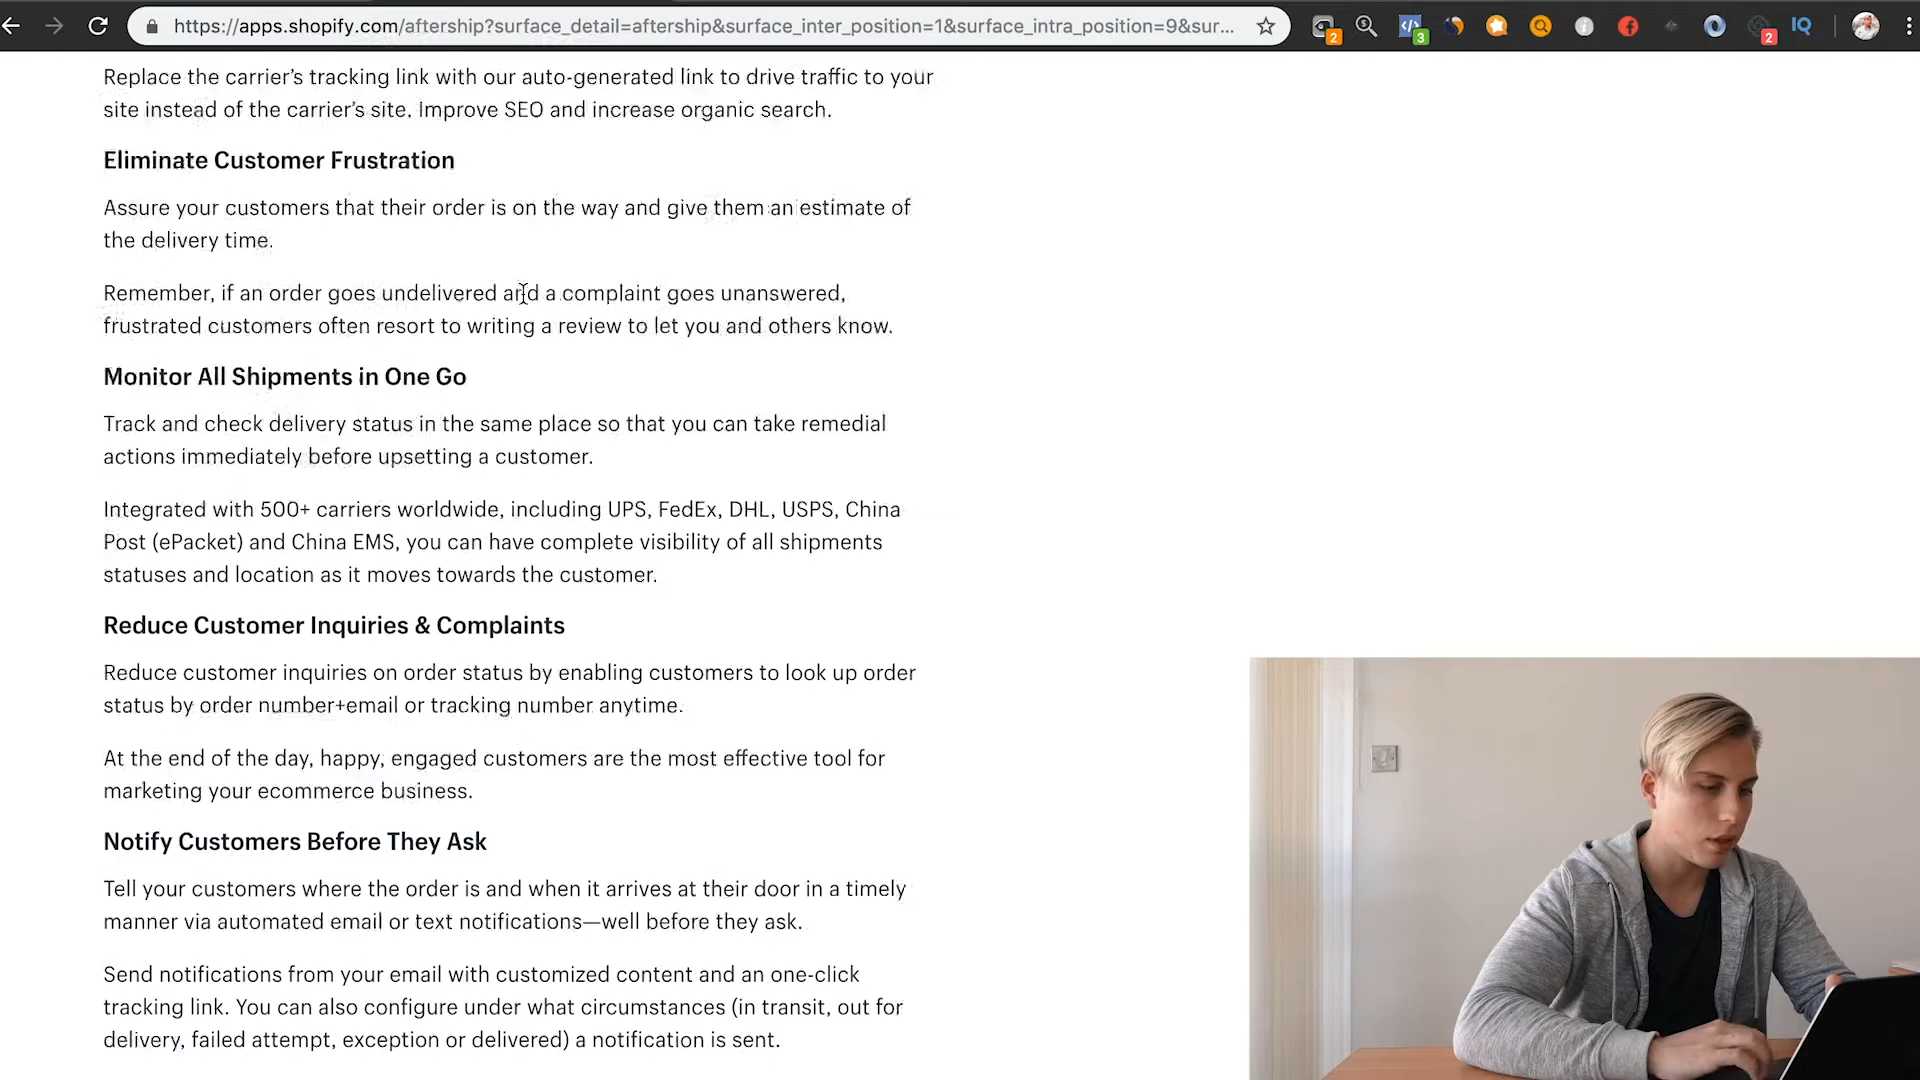 https://apps.shopify.com/aftership?surface_detail=aftership&surface_inter_position=1&surface_intra_position=9&sur...
2
3
2
IQ
Replace the carrier's tracking link with our auto-generated link to drive traffic to your
site instead of the carrier's site. Improve SEO and increase organic search.
Eliminate Customer Frustration
Assure your customers that their order is on the way and give them an estimate of
the delivery time.
Remember, if an order goes undelivered and a complaint goes unanswered,
frustrated customers often resort to writing a review to let you and others know.
Monitor All Shipments in One Go
Track and check delivery status in the same place so that you can take remedial
actions immediately before upsetting a customer.
Integrated with 500+ carriers worldwide, including UPS, FedEx, DHL, USPS, China
Post (ePacket) and China EMS, you can have complete visibility of all shipments
statuses and location as it moves towards the customer.
Reduce Customer Inquiries & Complaints
Reduce customer inquiries on order status by enabling customers to look up order
status by order number+email or tracking number anytime.
At the end of the day, happy, engaged customers are the most effective tool for
marketing your ecommerce business.
Notify Customers Before They Ask
Tell your customers where the order is and when it arrives at their door in a timely
manner via automated email or text notifications—well before they ask.
Send notifications from your email with customized content and an one-click
tracking link. You can also configure under what circumstances (in transit, out for
delivery, failed attempt, exception or delivered) a notification is sent.